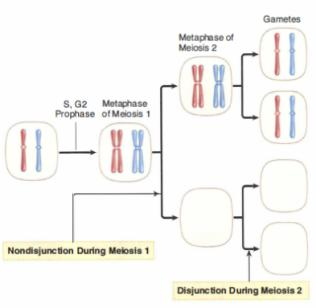 Gametes
Metaphase of
Meiosis 2
S, G2
Prophase
Metaphase
of Meiosis 1
Nondisjunction During Meiosis 1
Disjunction During Meiosis 2